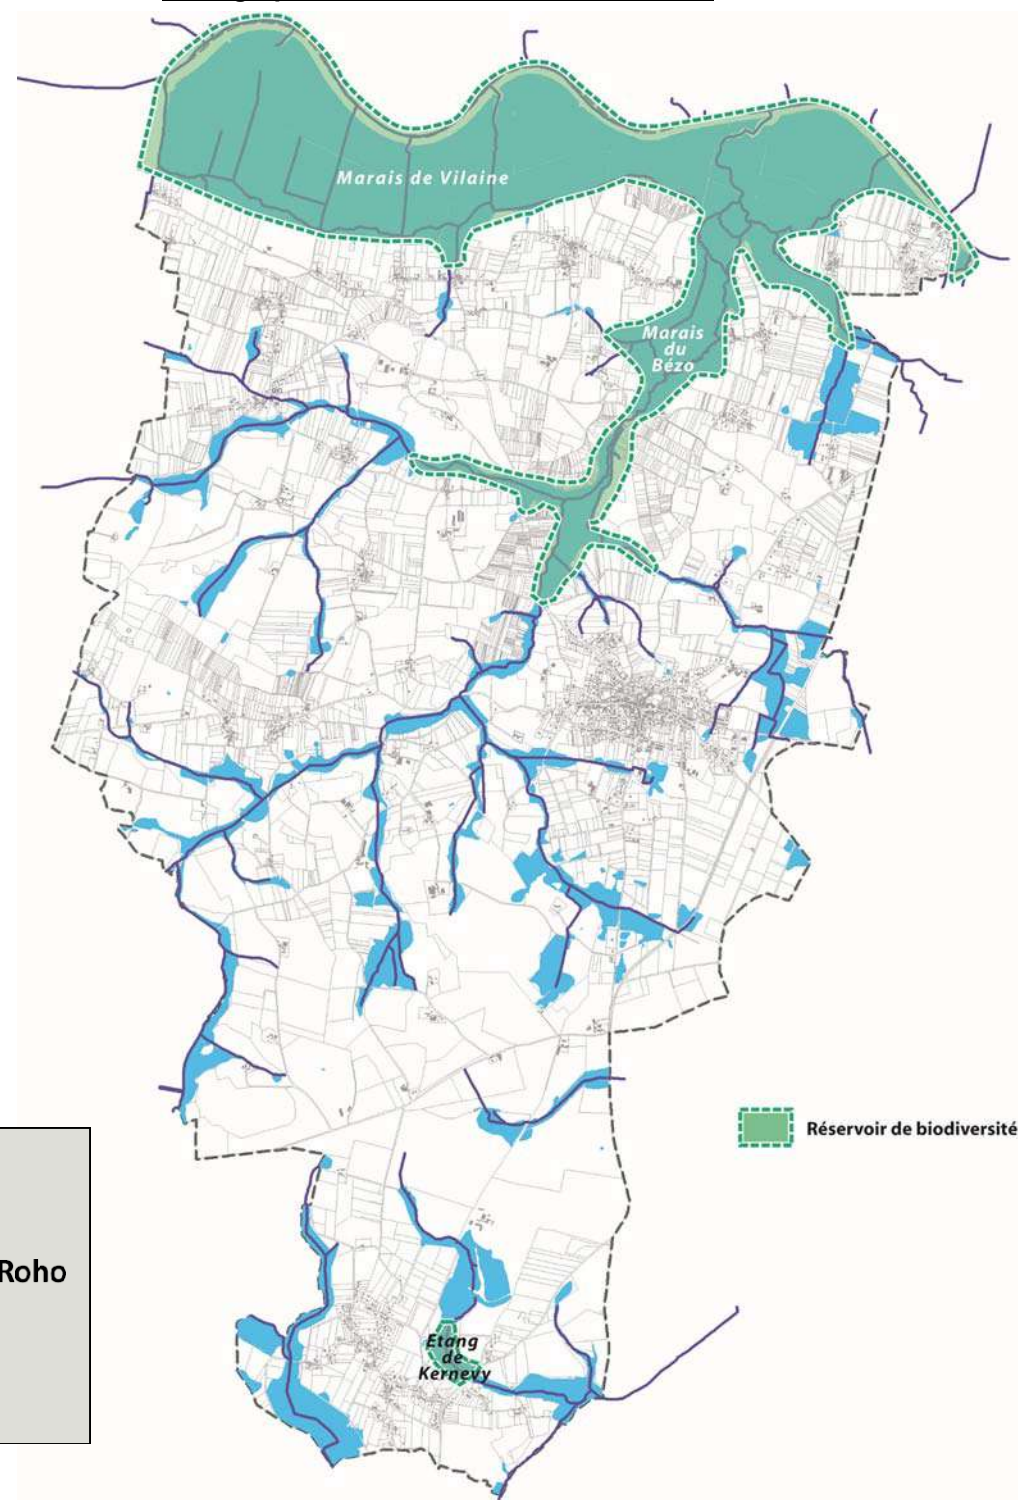 Marais de Vilaine
Marais
du
Bézo
Réservoir de biodiversité
Roho
Etang
de
Kernevy